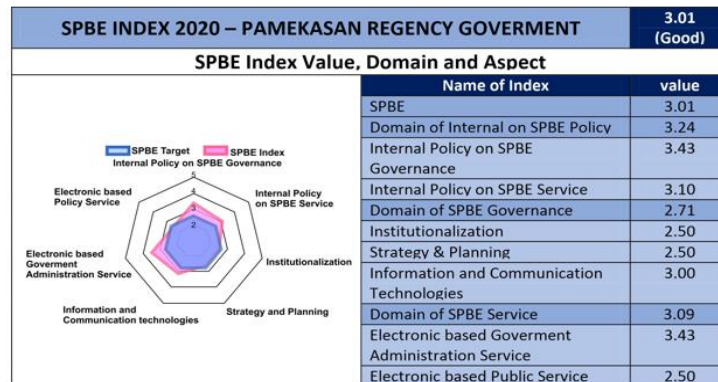 SPBE INDEX 2020 – PAMEKASAN REGENCY GOVERMENT
3.01
(Good)
SPBE Index Value, Domain and Aspect
SPBE Target
SPBE Index
Internal Policy on SPBE Governance
5
4
3
2
Internal Policy
on SPBE Service
Institutionalization
Strategy and Planning
Information and
Communication technologies
Electronic based
Goverment
Administration Service
Electronic based
Policy Service
Name of Index value
SPBE 3.01
Domain of Internal on SPBE Policy 3.24
Internal Policy on SPBE 3.43
Governance
Internal Policy on SPBE Service 3.10
Domain of SPBE Governance 2.71
Institutionalization 2.50
Strategy & Planning 2.50
Information and Communication 3.00
Technologies
Domain of SPBE Service 3.09
Electronic based Goverment 3.43
Administration Service
Electronic based Public Service 2.50